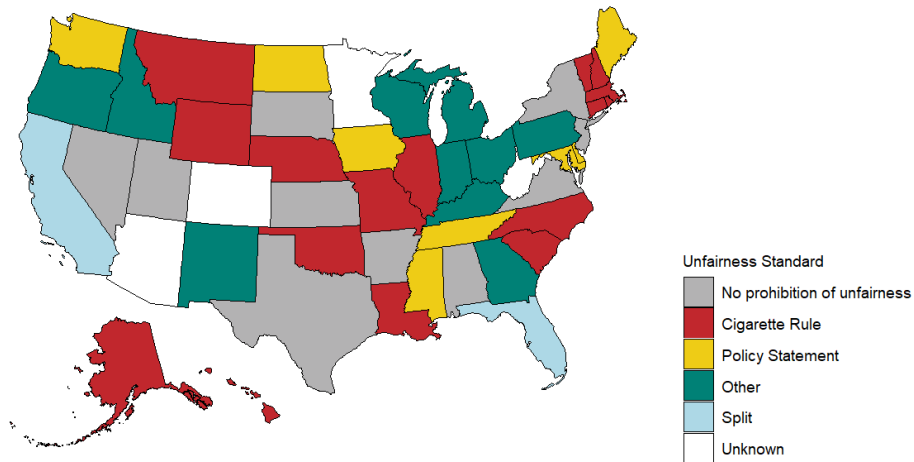 Unfairness Standard
No prohibition of unfairness
Cigarette Rule
Policy Statement
Other
Split
Unknown